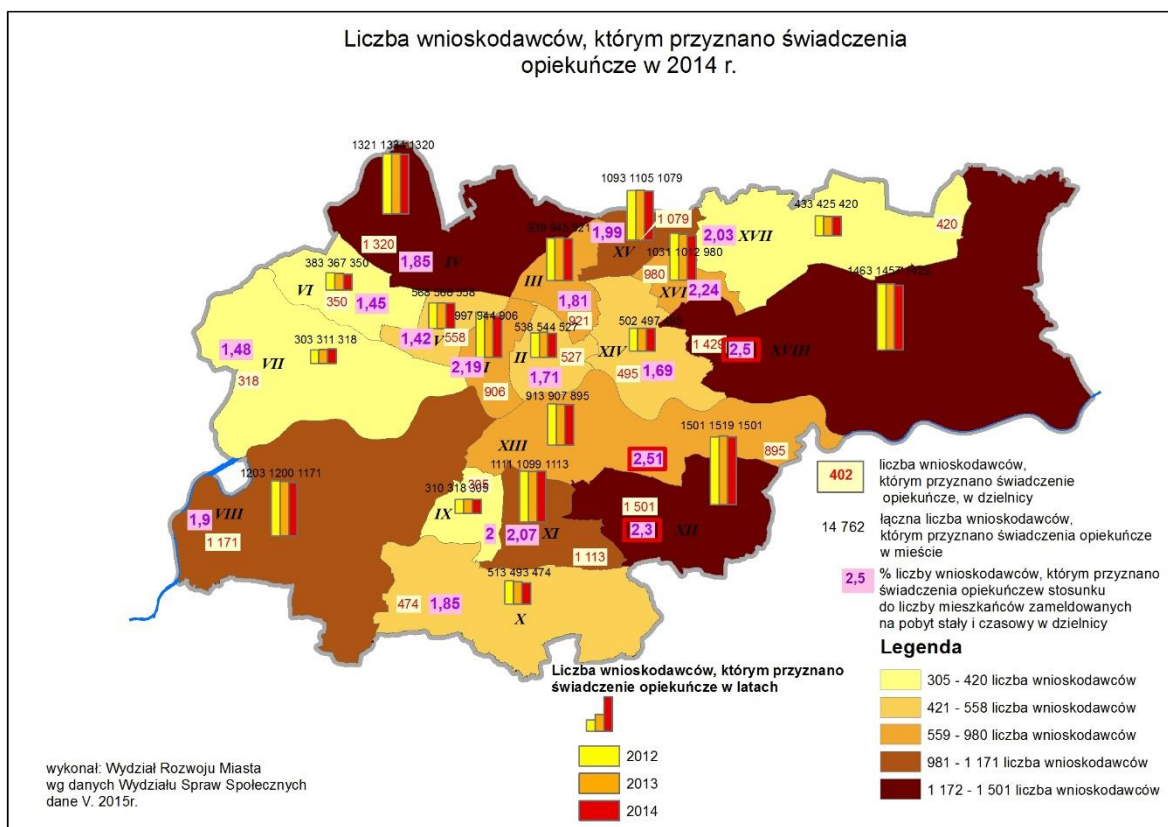 Liczba wnioskodawców, którym przyznano świadczenia
opiekuńcze w 2014 r.
1321 1334 1320
1 320
1,85
IV
1093 1105 1079
1 079
1,99
XV
2,03
XVII
433 425 420
420
939 945 921
III
1,81
921
1031 1012 980
980
XVI
2,24
1463 1457 1429
1 429
2,5
XVIII
383 367 350
VI
350
1,45
568 566 558
1,42
V
558
997 944 906
2,19
I
906
538 544 527
II
527
1,71
502 497 495
XIV
495
1,69
303 311 318
1,48
VII
318
913 907 895
XIII
2,51
895
1501 1519 1501
1 501
2,3
XII
1203 1200 1171
1,9
VIII
1 171
310 318 305
305
IX
2
1111 1099 1113
2,07
XI
1 113
513 493 474
474
1,85
X
402
liczba wnioskodawców,
którym przyznano świadczenie
opiekuńcze, w dzielnicy
14 762
łączna liczba wnioskodawców,
którym przyznano świadczenia opiekuńcze
w mieście
2,5
% liczby wnioskodawców, którym przyznano
świadczenia opiekuńczew stosunku
do liczby mieszkańców zameldowanych
na pobyt stały i czasowy w dzielnicy
Legenda
305 - 420 liczba wnioskodawców
421 - 558 liczba wnioskodawców
559 - 980 liczba wnioskodawców
981 - 1 171 liczba wnioskodawców
1 172 - 1 501 liczba wnioskodawców
Liczba wnioskodawców, którym przyznano
świadczenie opiekuńcze w latach
2012
2013
2014
wykonał: Wydział Rozwoju Miasta
wg danych Wydziału Spraw Społecznych
dane V. 2015r.